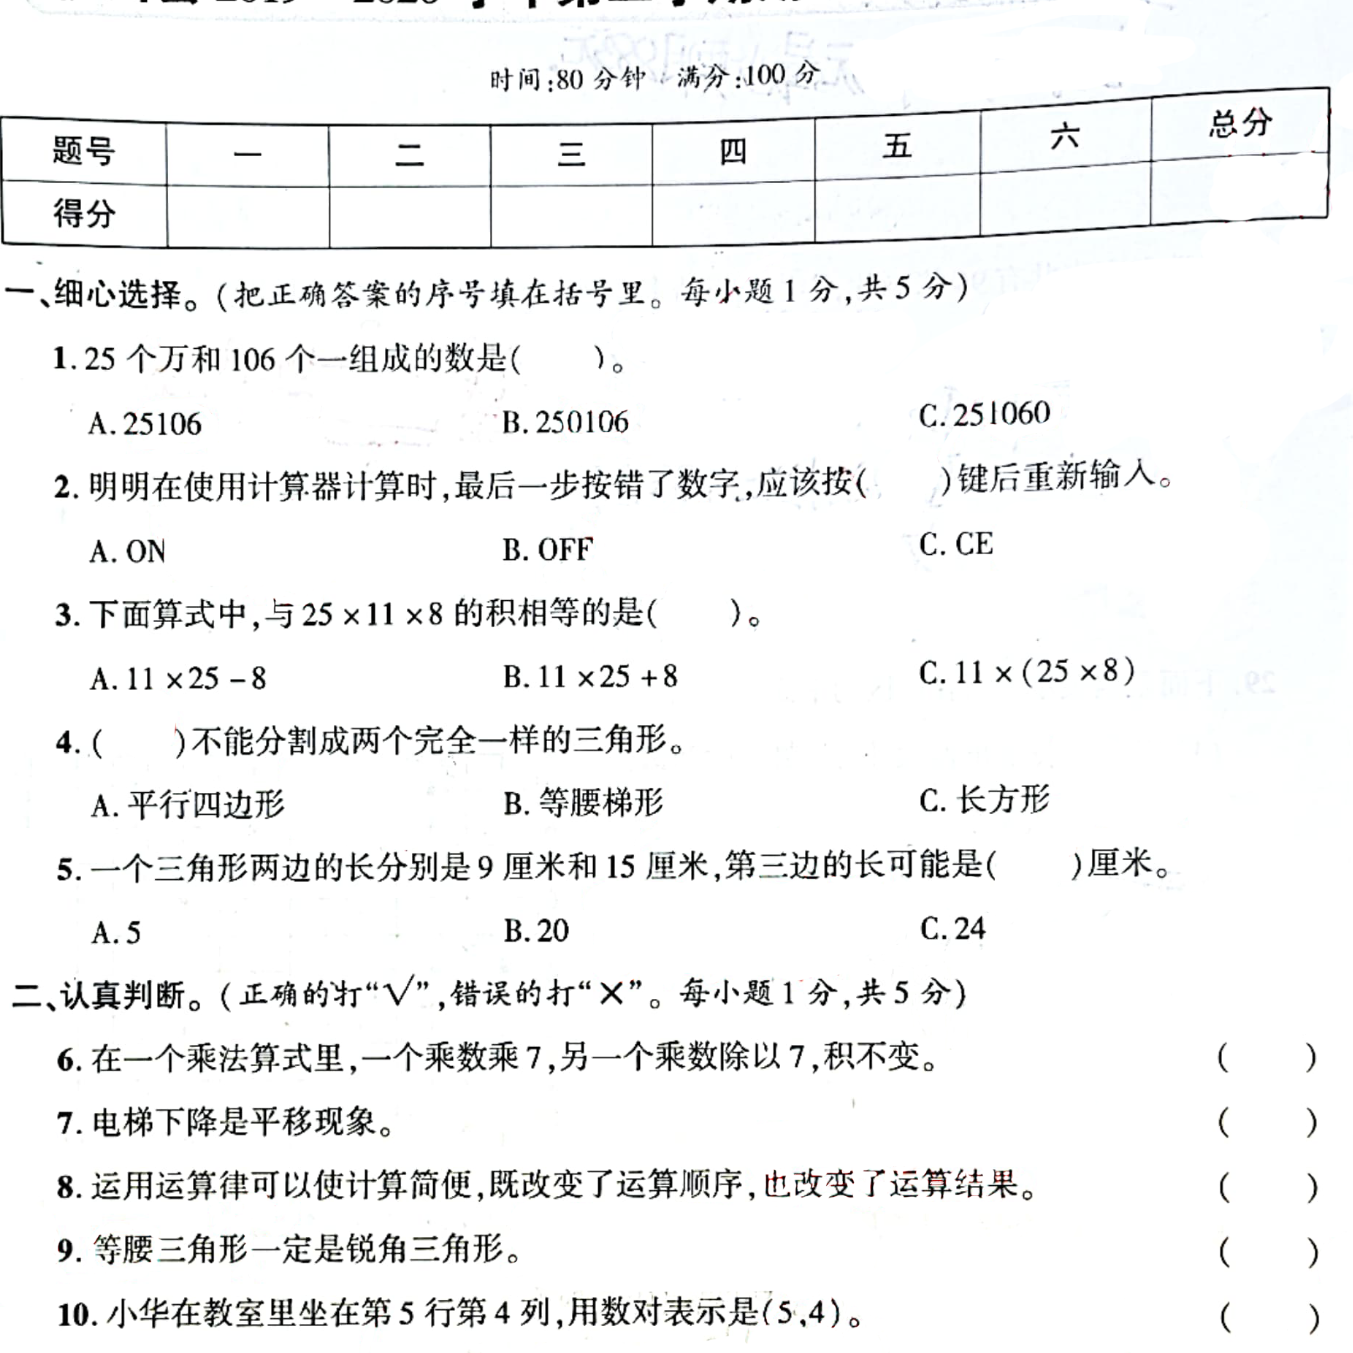 时间:80 分钟 满分:100 分
题号 一 二 三 四 五 六 总分
得分
一、细心选择。(把正确答案的序号填在括号里。每小题 1 分,共 5 分)
1. 25 个万和 106 个一组成的数是(  )。
A. 25106 B. 250106 C. 251060
2. 明明在使用计算器计算时,最后一步按错了数字,应该按(  )键后重新输入。
A. ON B. OFF C. CE
3. 下面算式中,与 25 ×11 ×8 的积相等的是(  )。
A. 11 ×25 -8 B. 11 ×25 +8 C. 11 ×(25 ×8)
4. (  )不能分割成两个完全一样的三角形。
A. 平行四边形 B. 等腰梯形 C. 长方形
5. 一个三角形两边的长分别是 9 厘米和 15 厘米,第三边的长可能是(  )厘米。
A. 5 B. 20 C. 24
二、认真判断。(正确的打“√”,错误的打“×”。每小题 1 分,共 5 分)
6. 在一个乘法算式里,一个乘数乘 7,另一个乘数除以 7,积不变。 (  )
7. 电梯下降是平移现象。 (  )
8. 运用运算律可以使计算简便,既改变了运算顺序,也改变了运算结果。 (  )
9. 等腰三角形一定是锐角三角形。 (  )
10. 小华在教室里坐在第 5 行第 4 列,用数对表示是(5,4)。 (  )